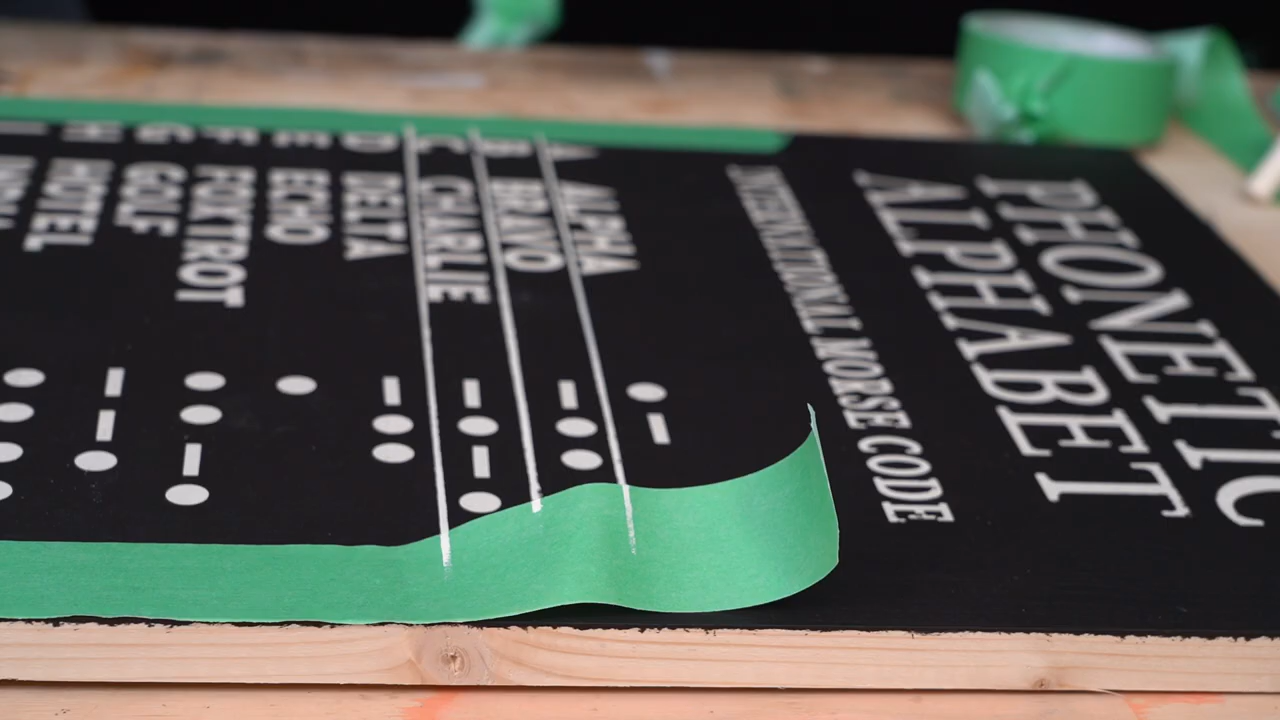 PHONETIC
ALPHABET
INTERNATIONAL MORSE CODE
A ALPHA
B BRAVO
C CHARLIE
D DELTA
E ECHO
F FOXTROT
G GOLF
H HOTEL